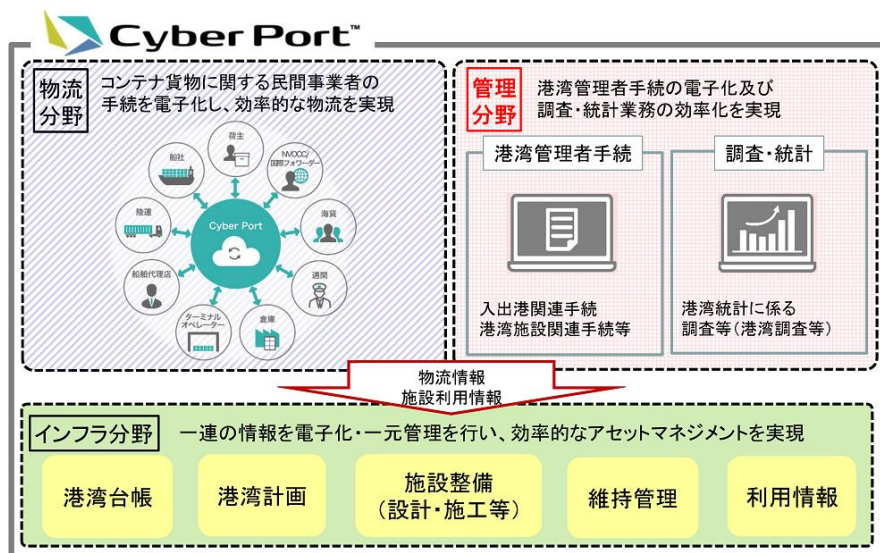 Cyber Port™
物流
分野
コンテナ貨物に関する民間事業者の
手続を電子化し、効率的な物流を実現
荷主
船社
NVOCC/
国際フォワーダー
陸運
Cyber Port
海貨
船舶代理店
通関
ターミナル
オペレーター
倉庫
管理
分野
港湾管理者手続の電子化及び
調査・統計業務の効率化を実現
港湾管理者手続
調査・統計
入出港関連手続
港湾施設関連手続等
港湾統計に係る
調査等(港湾調査等)
物流情報
施設利用情報
インフラ分野
一連の情報を電子化・一元管理を行い、効率的なアセットマネジメントを実現
港湾台帳
港湾計画
施設整備
(設計・施工等)
維持管理
利用情報